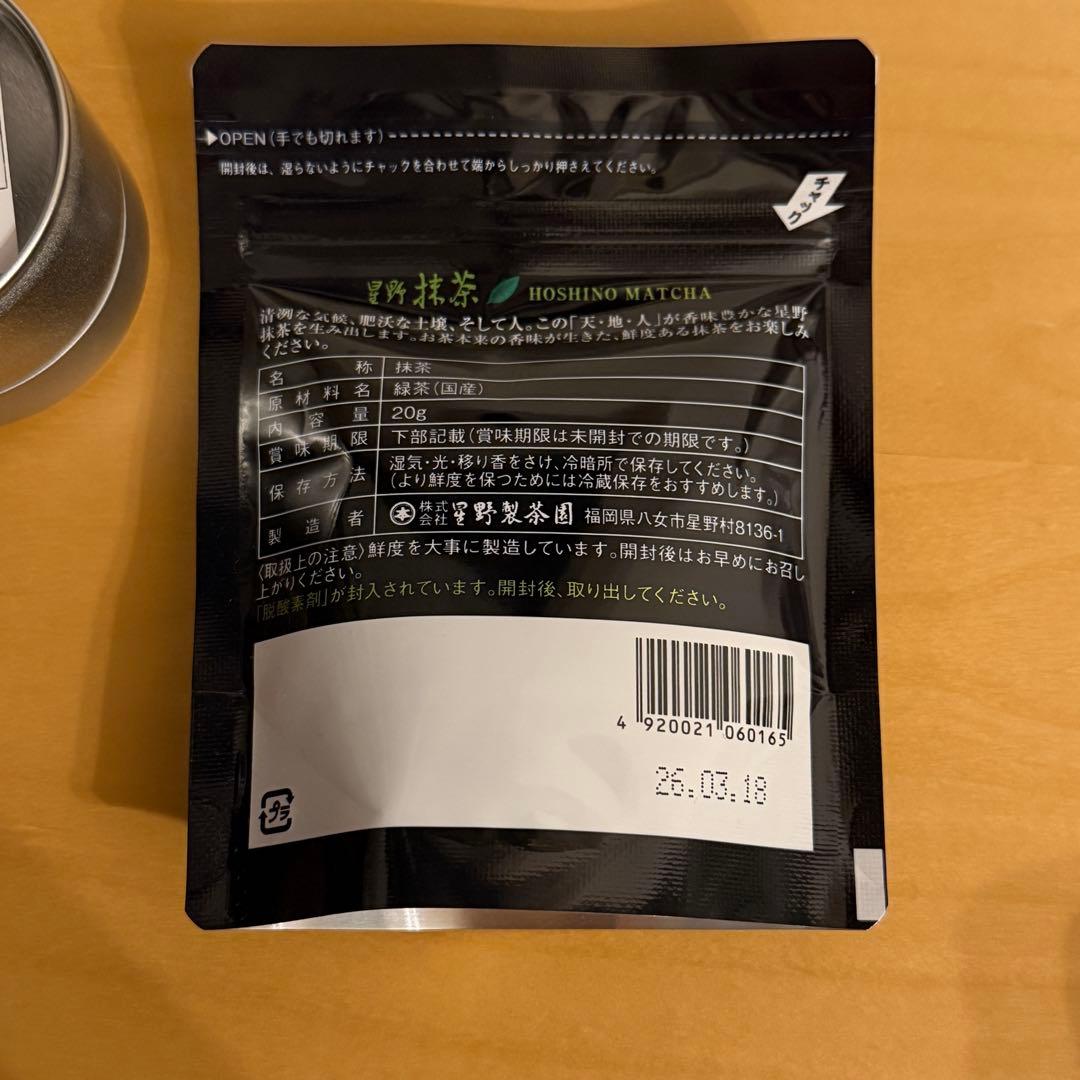 ▶OPEN(手でも切れます)
開封後は、湿らないようにチャックを合わせて端からしっかり押さえてください。
チャック
星野 抹茶 HOSHINO MATCHA
清冽な気候、肥沃な土壌、そして人。この「天・地・人」が香味豊かな星野
抹茶を生み出します。お茶本来の香味が生きた、鮮度ある抹茶をお楽しみ
ください。
名称 抹茶
原材料名 緑茶(国産)
内容量 20g
賞味期限 下部記載(賞味期限は未開封での期限です。)
保存方法 湿気・光・移り香をさけ、冷暗所で保存してください。
(より鮮度を保つためには冷蔵保存をおすすめします。)
製造者 本 株式会社 星野製茶園 福岡県八女市星野村8136-1
〈取扱上の注意〉鮮度を大事に製造しています。開封後はお早めにお召し
上がりください。
「脱酸素剤」が封入されています。開封後、取り出してください。
4 920021 060165
26.03.18
プラ